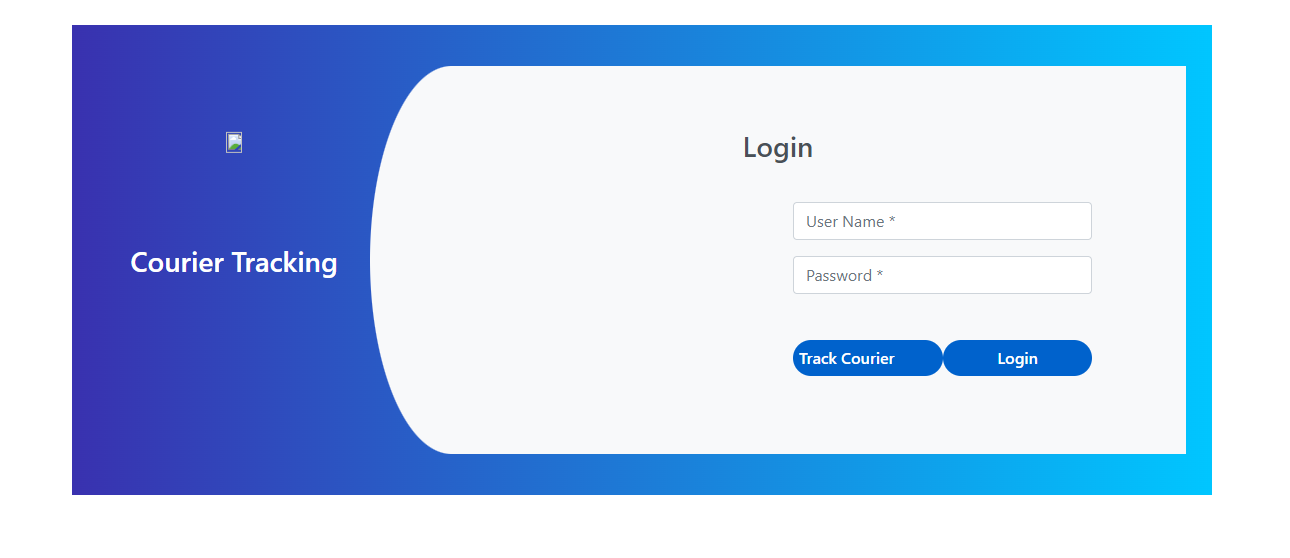 Courier Tracking
Login
User Name *
Password *
Track Courier
Login